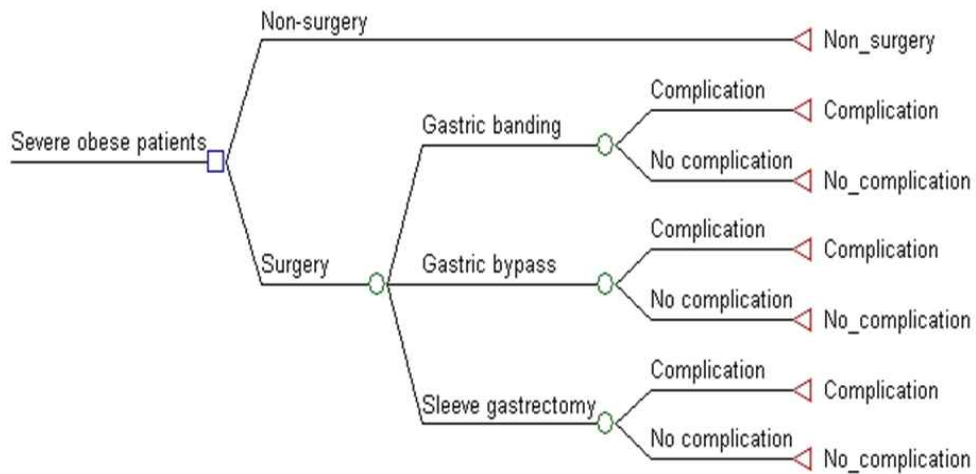 Non-surgery
Non_surgery
Complication
Complication
Gastric banding
Severe obese patients
No complication
No_complication
Complication
Complication
Surgery
Gastric bypass
No complication
No_complication
Complication
Complication
Sleeve gastrectomy
No complication
No_complication